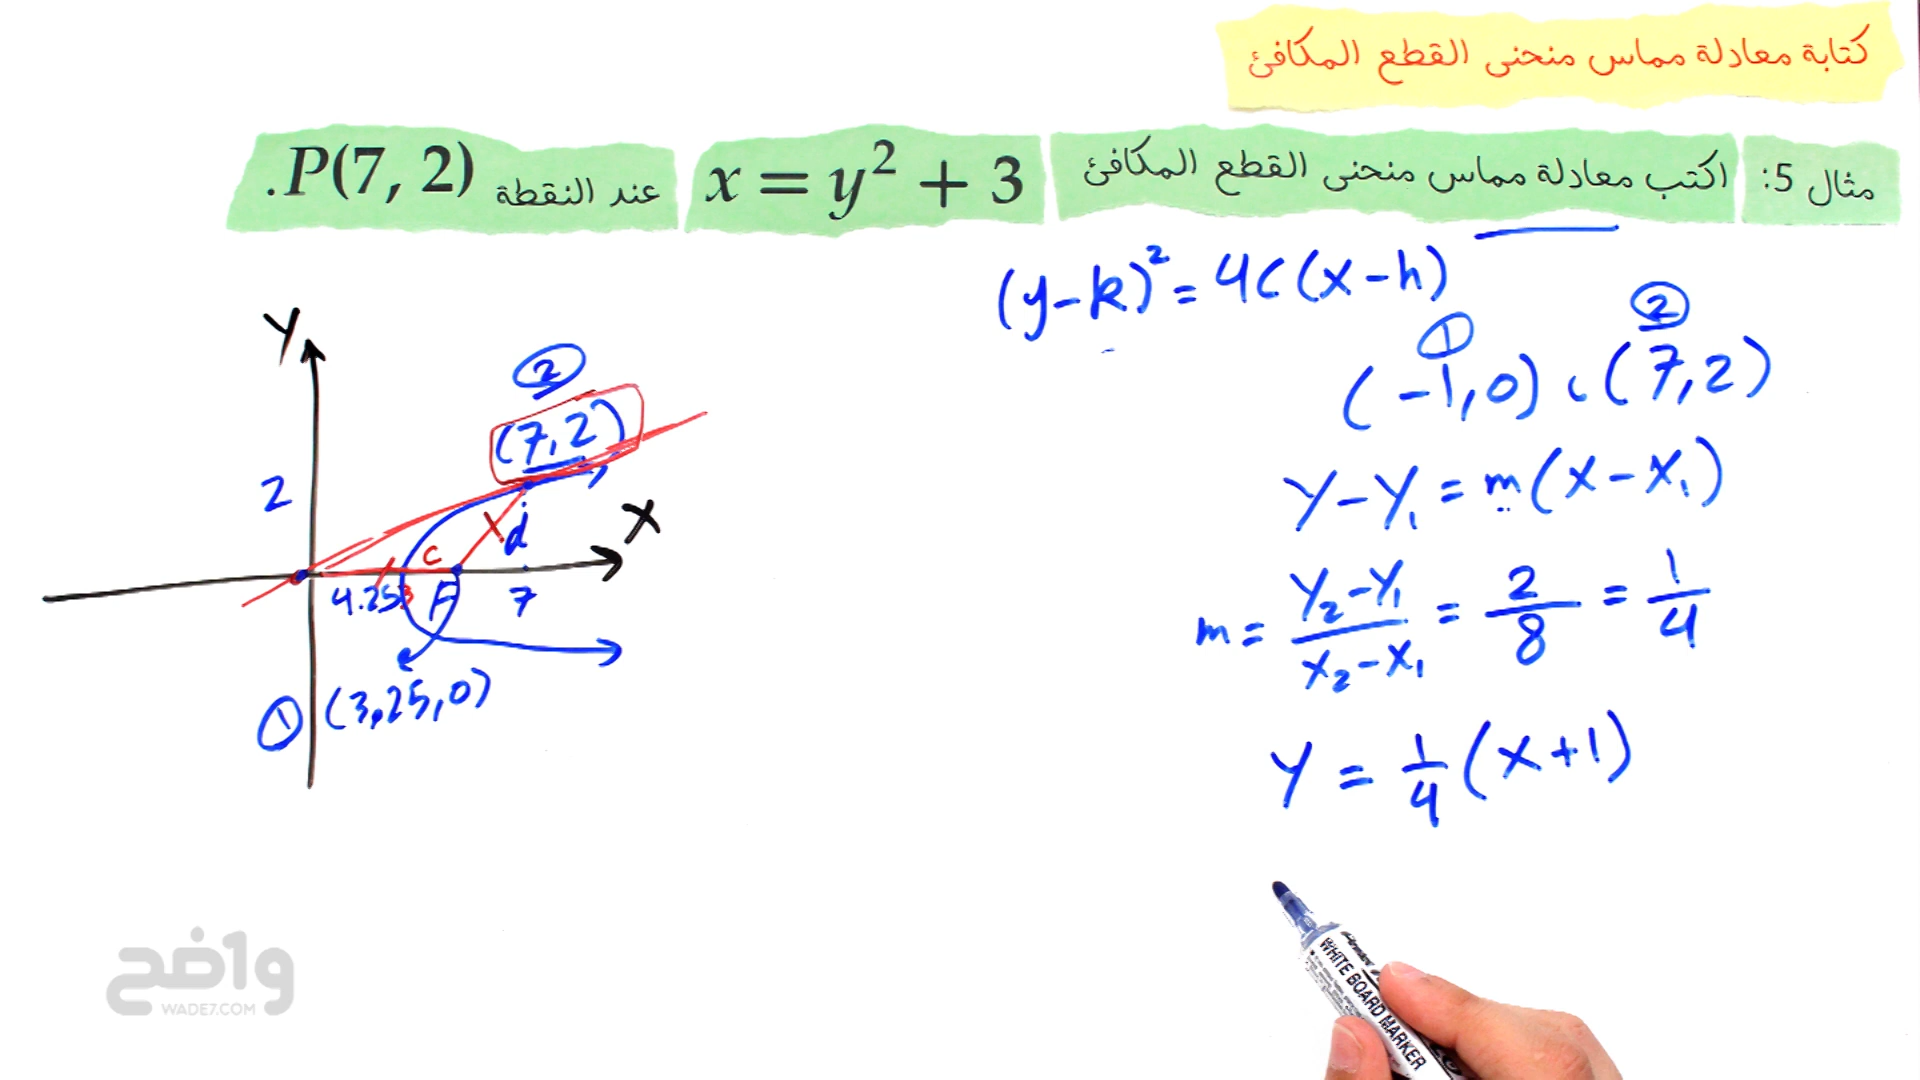 كتابة معادلة مماس منحنى القطع المكافئ
مثال 5: اكتب معادلة مماس منحنى القطع المكافئ x = y² + 3 عند النقطة P(7, 2).
(y-k)² = 4c(x-h)
① ②
(-1,0) ، (7,2)
y-y₁ = m(x-x₁)
m = y₂-y₁ / x₂-x₁ = 2/8 = 1/4
y = 1/4 (x+1)
y
②
(7,2)
2
x
d
c
4.25
3
F
7
① (3,25,0)
واضح
WADE7.COM
WHITE BOARD MARKER